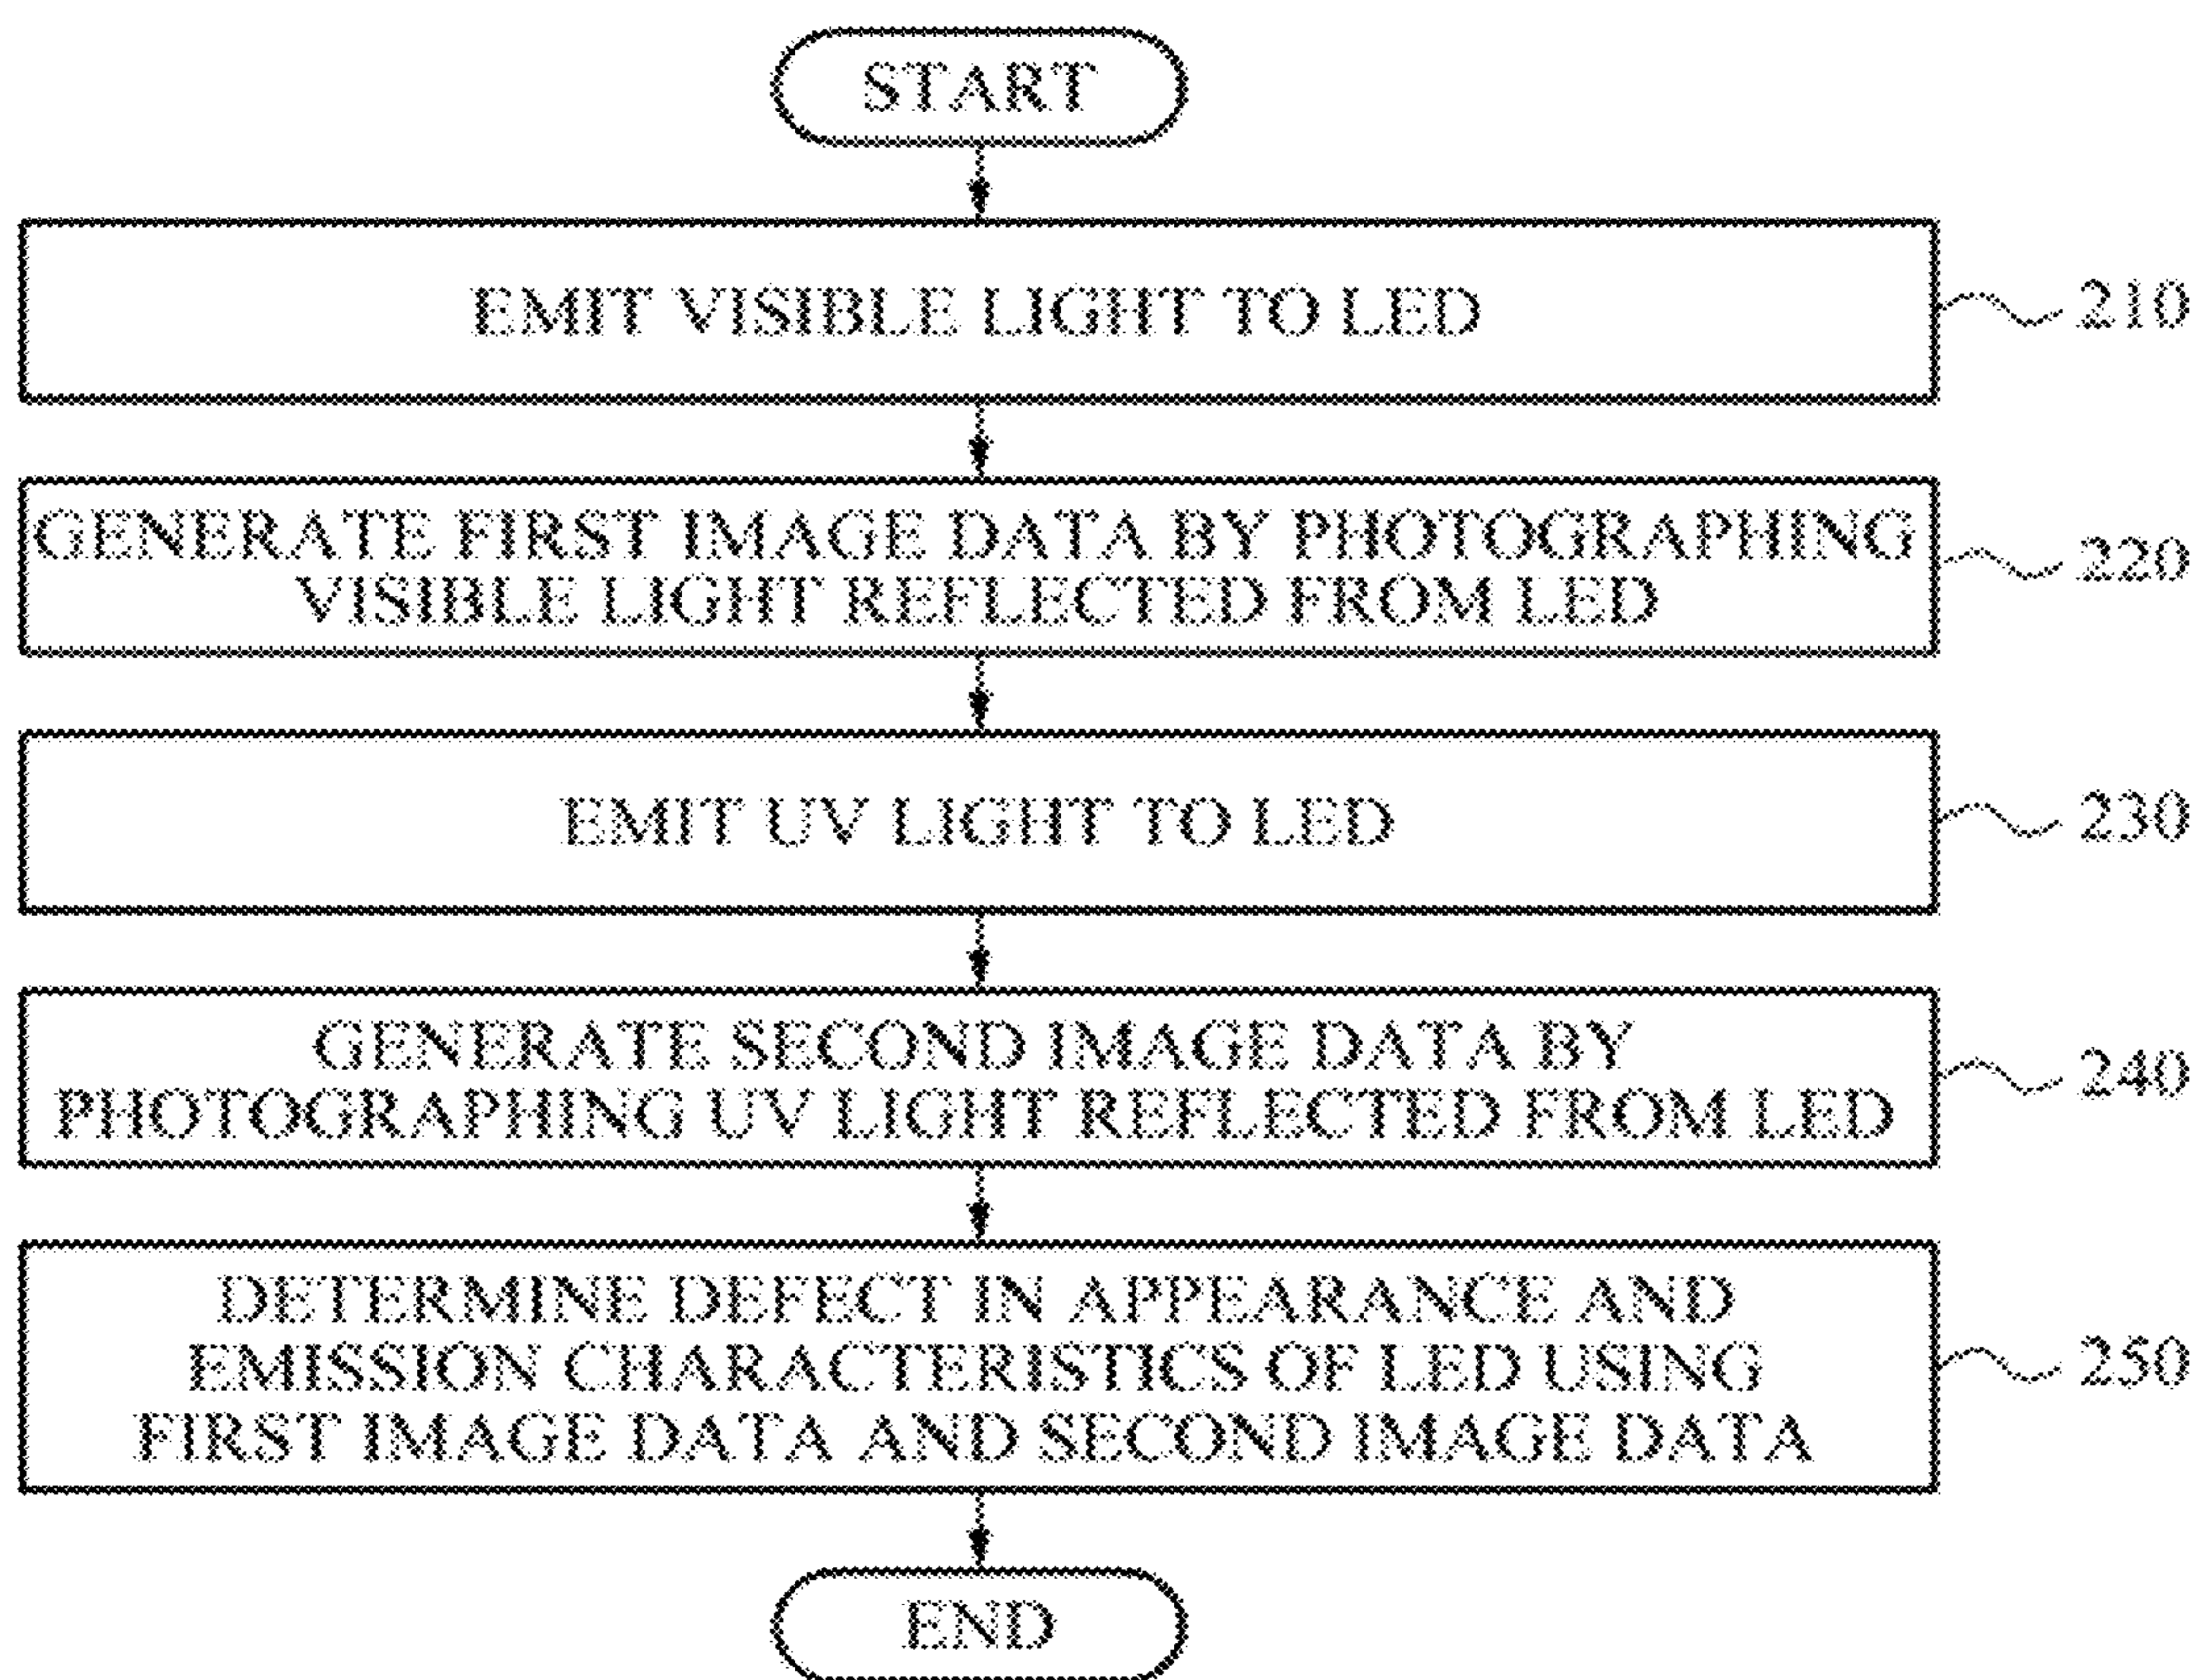 START
EMIT VISIBLE LIGHT TO LED
210
GENERATE FIRST IMAGE DATA BY PHOTOGRAPHING
VISIBLE LIGHT REFLECTED FROM LED
220
EMIT UV LIGHT TO LED
230
GENERATE SECOND IMAGE DATA BY
PHOTOGRAPHING UV LIGHT REFLECTED FROM LED
240
DETERMINE DEFECT IN APPEARANCE AND
EMISSION CHARACTERISTICS OF LED USING
FIRST IMAGE DATA AND SECOND IMAGE DATA
250
END